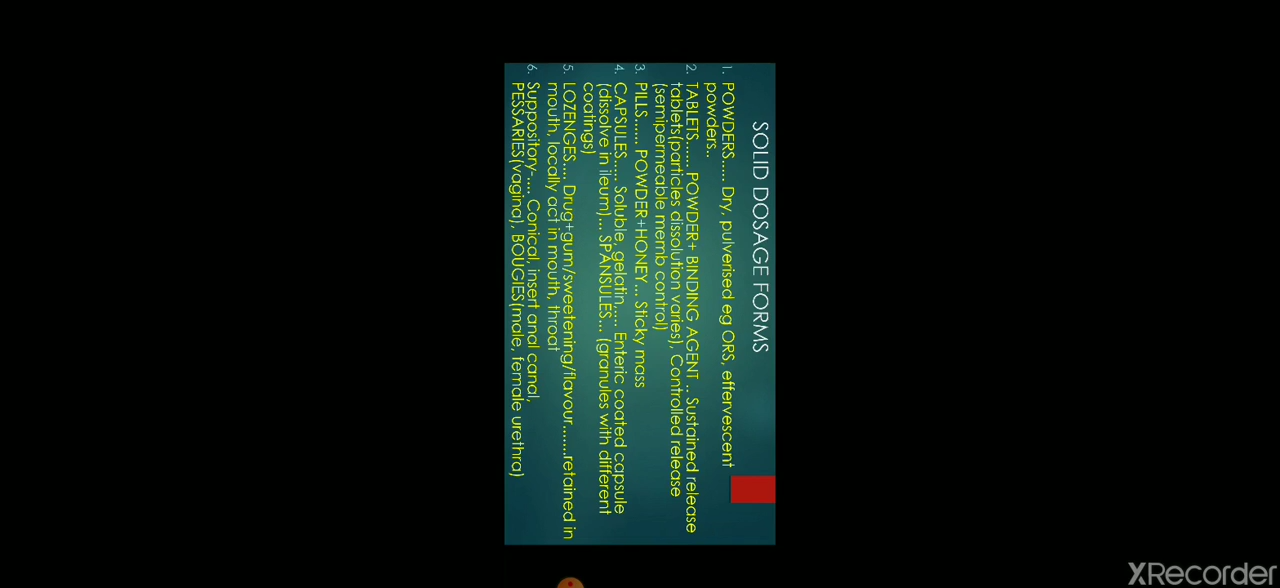 SOLID DOSAGE FORMS
1. POWDERS..... Dry, pulverised eg ORS, effervescent
powders..
2. TABLETS...... POWDER+ BINDING AGENT .. Sustained release
tablets(particles dissolution varies), Controlled release
(semipermeable memb control)
3. PILLS...... POWDER+HONEY... Sticky mass
4. CAPSULES..... Soluble, gelatin,... Enteric coated capsule
(dissolve in ileum)... SPANSULES... (granules with different
coatings)
5. LOZENGES.... Drug+gum/sweetening/flavour.......retained in
mouth, locally act in mouth, throat
6. Suppository-.... Conical, insert anal canal,
PESSARIES(vagina), BOUGIES(male, female urethra)
XRecorder